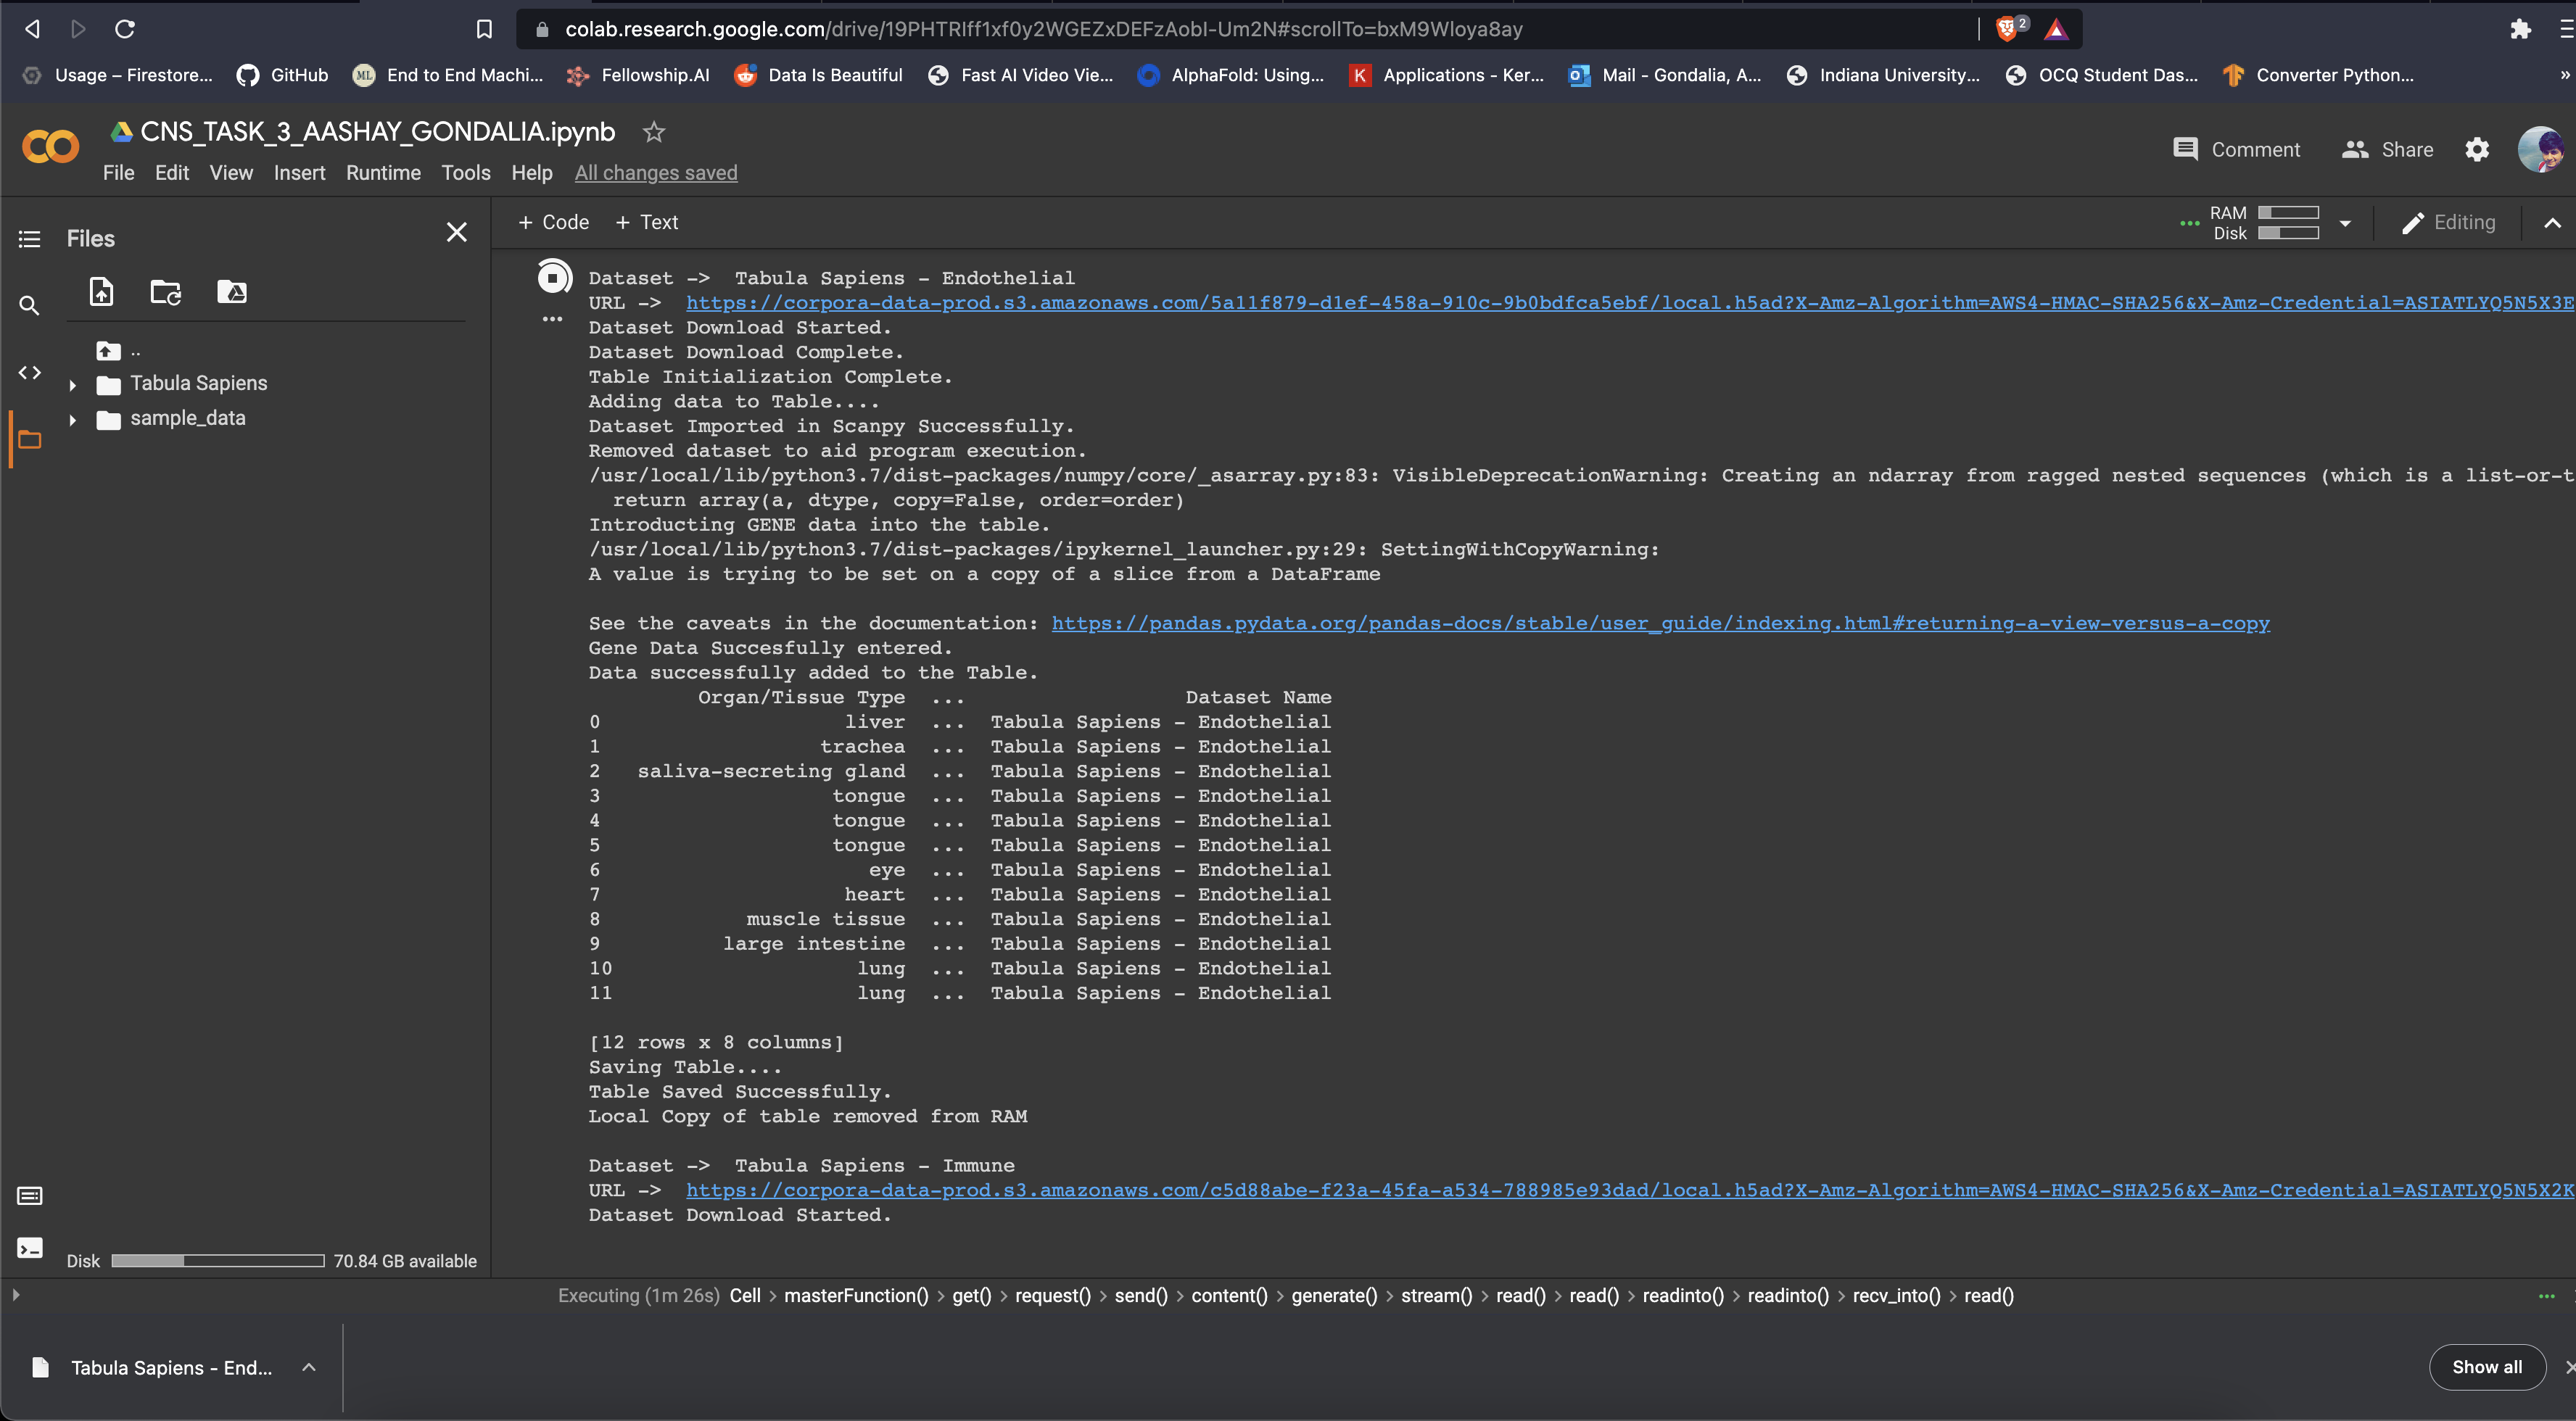 colab.research.google.com/drive/19PHTRIff1xf0y2WGEZxDEFzAobI-Um2N#scrollTo=bxM9Wloya8ay
2
Usage – Firestore...
GitHub
ML
End to End Machi...
Fellowship.AI
Data Is Beautiful
Fast AI Video Vie...
AlphaFold: Using...
K
Applications - Ker...
Mail - Gondalia, A...
Indiana University...
OCQ Student Das...
Converter Python...
»
CNS_TASK_3_AASHAY_GONDALIA.ipynb
Comment
Share
File Edit View Insert Runtime Tools Help All changes saved
Files
+ Code + Text
RAM
Disk
Editing
..
Tabula Sapiens
sample_data
Dataset -> Tabula Sapiens – Endothelial
URL -> https://corpora-data-prod.s3.amazonaws.com/5a11f879-d1ef-458a-910c-9b0bdfca5ebf/local.h5ad?X-Amz-Algorithm=AWS4-HMAC-SHA256&X-Amz-Credential=ASIATLYQ5N5X3E
Dataset Download Started.
Dataset Download Complete.
Table Initialization Complete.
Adding data to Table....
Dataset Imported in Scanpy Successfully.
Removed dataset to aid program execution.
/usr/local/lib/python3.7/dist-packages/numpy/core/_asarray.py:83: VisibleDeprecationWarning: Creating an ndarray from ragged nested sequences (which is a list-or-t
return array(a, dtype, copy=False, order=order)
Introducting GENE data into the table.
/usr/local/lib/python3.7/dist-packages/ipykernel_launcher.py:29: SettingWithCopyWarning:
A value is trying to be set on a copy of a slice from a DataFrame
See the caveats in the documentation: https://pandas.pydata.org/pandas-docs/stable/user_guide/indexing.html#returning-a-view-versus-a-copy
Gene Data Succesfully entered.
Data successfully added to the Table.
Organ/Tissue Type ... Dataset Name
0 liver ... Tabula Sapiens – Endothelial
1 trachea ... Tabula Sapiens – Endothelial
2 saliva-secreting gland ... Tabula Sapiens – Endothelial
3 tongue ... Tabula Sapiens – Endothelial
4 tongue ... Tabula Sapiens – Endothelial
5 tongue ... Tabula Sapiens – Endothelial
6 eye ... Tabula Sapiens – Endothelial
7 heart ... Tabula Sapiens – Endothelial
8 muscle tissue ... Tabula Sapiens – Endothelial
9 large intestine ... Tabula Sapiens – Endothelial
10 lung ... Tabula Sapiens – Endothelial
11 lung ... Tabula Sapiens – Endothelial
[12 rows x 8 columns]
Saving Table....
Table Saved Successfully.
Local Copy of table removed from RAM
Dataset -> Tabula Sapiens – Immune
URL -> https://corpora-data-prod.s3.amazonaws.com/c5d88abe-f23a-45fa-a534-788985e93dad/local.h5ad?X-Amz-Algorithm=AWS4-HMAC-SHA256&X-Amz-Credential=ASIATLYQ5N5X2K
Dataset Download Started.
Disk 70.84 GB available
Executing (1m 26s) Cell > masterFunction() > get() > request() > send() > content() > generate() > stream() > read() > read() > readinto() > readinto() > recv_into() > read()
Tabula Sapiens - End...
Show all